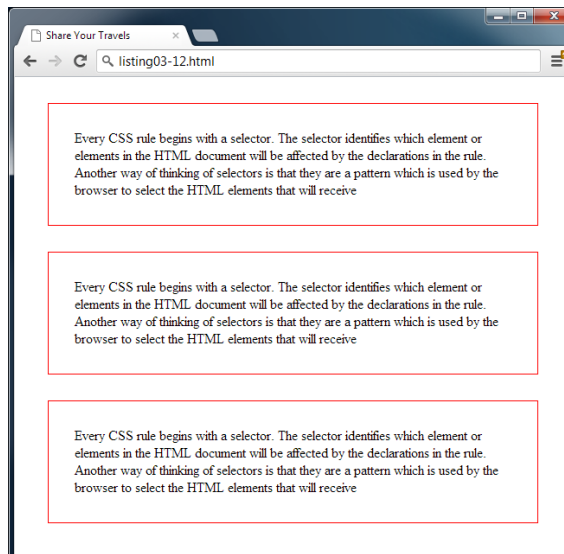 Share Your Travels
listing03-12.html
Every CSS rule begins with a selector. The selector identifies which element or
elements in the HTML document will be affected by the declarations in the rule.
Another way of thinking of selectors is that they are a pattern which is used by the
browser to select the HTML elements that will receive
Every CSS rule begins with a selector. The selector identifies which element or
elements in the HTML document will be affected by the declarations in the rule.
Another way of thinking of selectors is that they are a pattern which is used by the
browser to select the HTML elements that will receive
Every CSS rule begins with a selector. The selector identifies which element or
elements in the HTML document will be affected by the declarations in the rule.
Another way of thinking of selectors is that they are a pattern which is used by the
browser to select the HTML elements that will receive